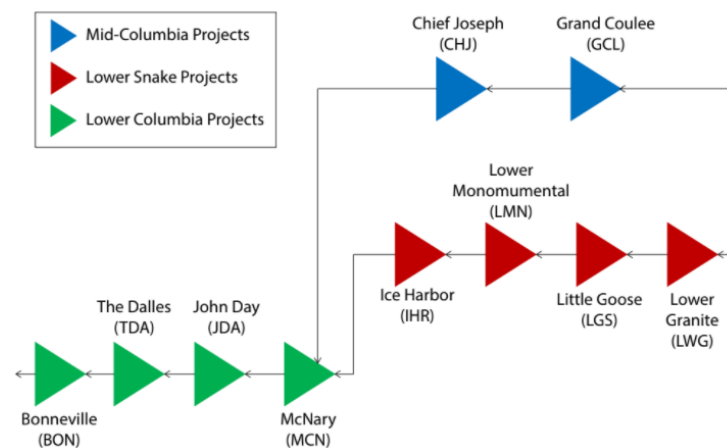 Mid-Columbia Projects
Lower Snake Projects
Lower Columbia Projects
Chief Joseph
(CHJ)
Grand Coulee
(GCL)
Lower
Monomumental
(LMN)
Ice Harbor
(IHR)
Little Goose
(LGS)
Lower
Granite
(LWG)
The Dalles
(TDA)
John Day
(JDA)
Bonneville
(BON)
McNary
(MCN)